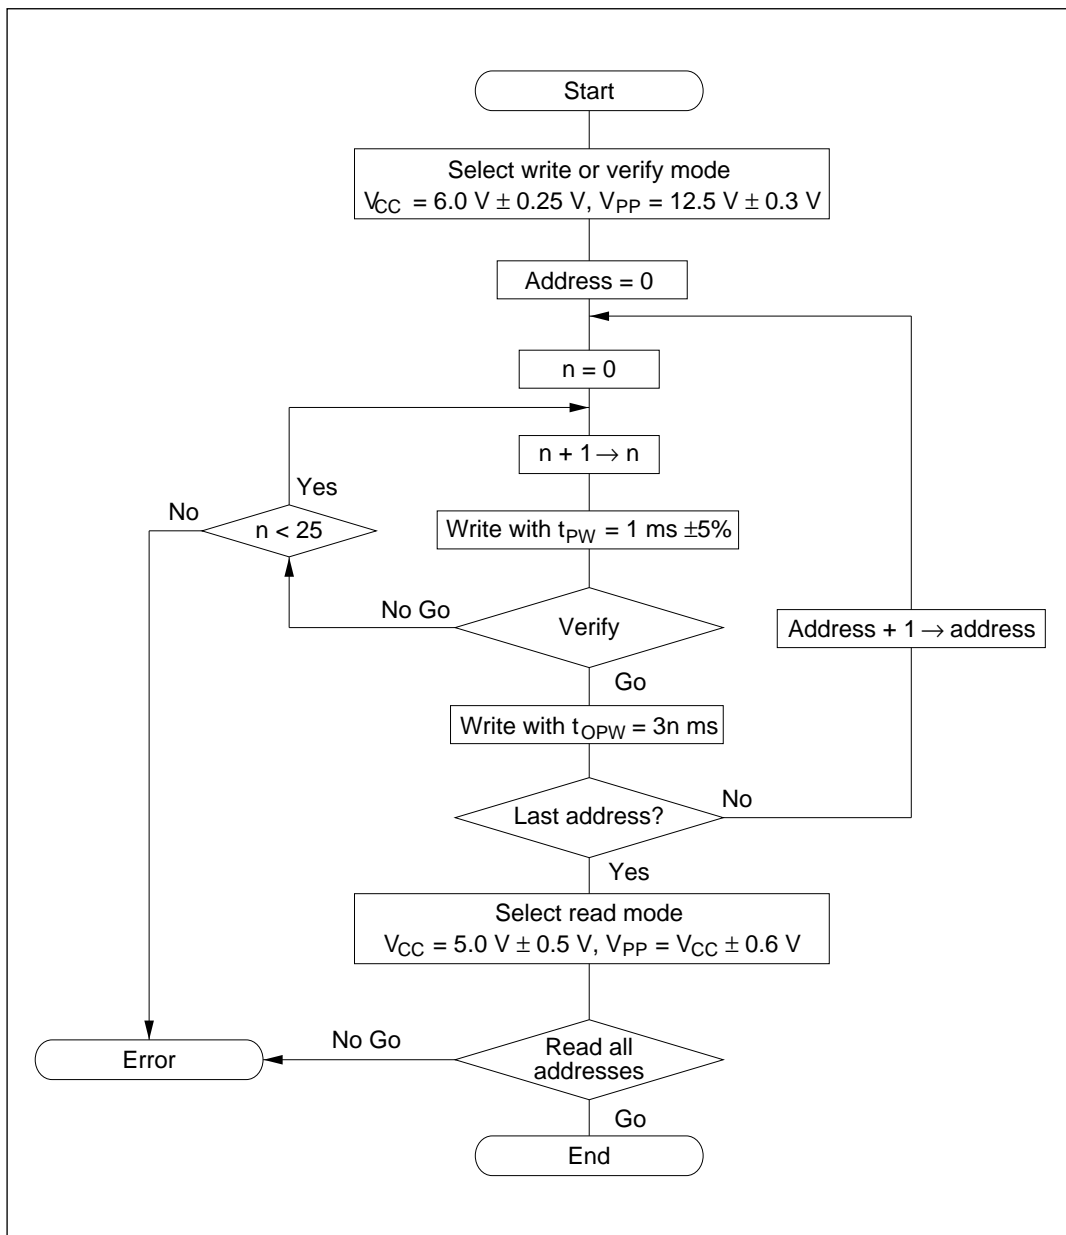 Start
Select write or verify mode
VCC = 6.0 V ± 0.25 V, VPP = 12.5 V ± 0.3 V
Address = 0
n = 0
n + 1 → n
Yes
No
n < 25
Write with tPW = 1 ms ±5%
No Go
Verify
Address + 1 → address
Go
Write with tOPW = 3n ms
Last address?
No
Yes
Select read mode
VCC = 5.0 V ± 0.5 V, VPP = VCC ± 0.6 V
No Go
Error
Read all
addresses
Go
End